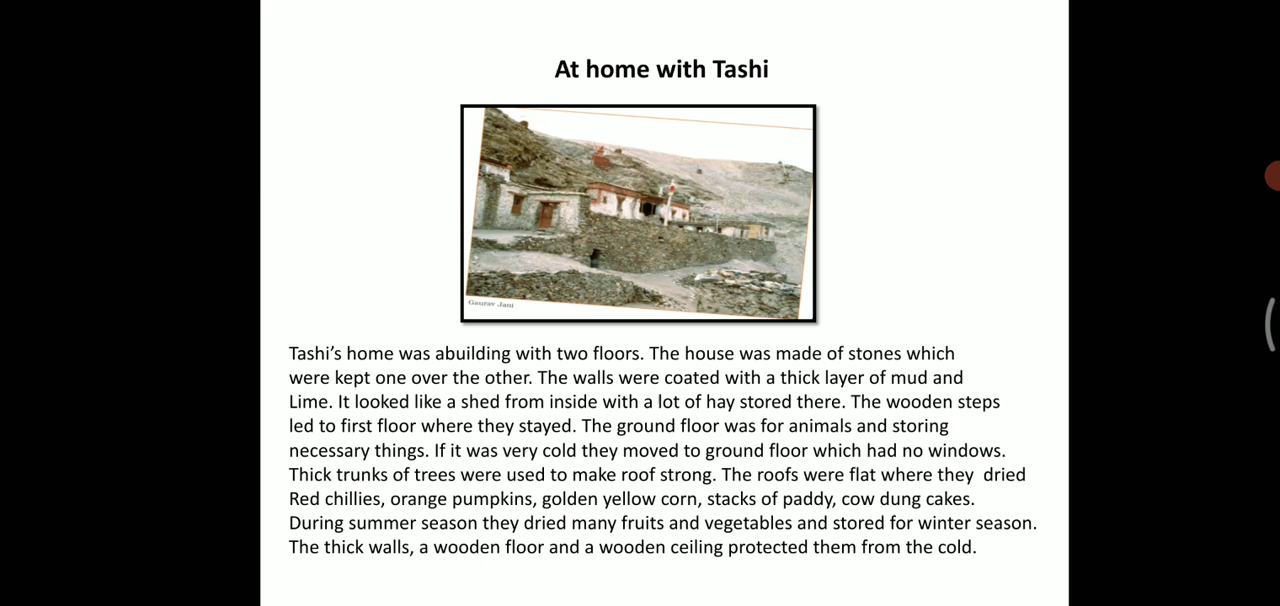 At home with Tashi
Gaurav Jani
Tashi’s home was abuilding with two floors. The house was made of stones which
were kept one over the other. The walls were coated with a thick layer of mud and
Lime. It looked like a shed from inside with a lot of hay stored there. The wooden steps
led to first floor where they stayed. The ground floor was for animals and storing
necessary things. If it was very cold they moved to ground floor which had no windows.
Thick trunks of trees were used to make roof strong. The roofs were flat where they  dried
Red chillies, orange pumpkins, golden yellow corn, stacks of paddy, cow dung cakes.
During summer season they dried many fruits and vegetables and stored for winter season.
The thick walls, a wooden floor and a wooden ceiling protected them from the cold.